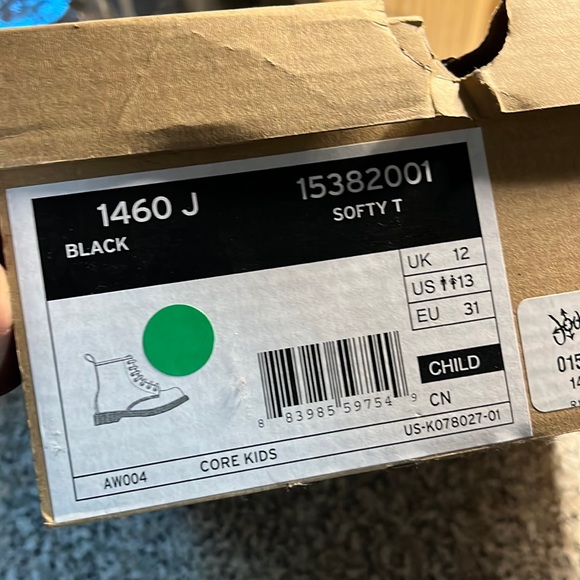 1460 J
15382001
BLACK
SOFTY T
UK 12
US 13
EU 31
CHILD
CN
8 83985 59754 9
US-K078027-01
AW004
CORE KIDS
015